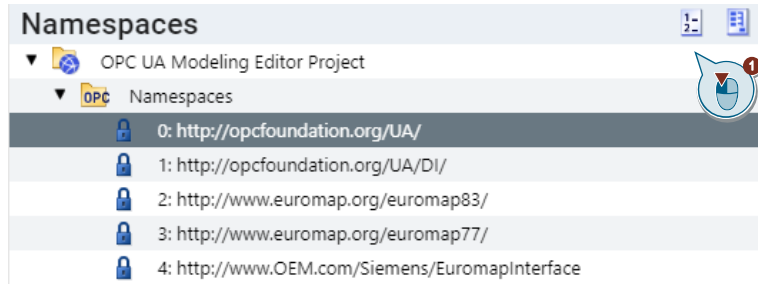 Namespaces
1-
2-
OPC UA Modeling Editor Project
OPC Namespaces
0: http://opcfoundation.org/UA/
1: http://opcfoundation.org/UA/DI/
2: http://www.euromap.org/euromap83/
3: http://www.euromap.org/euromap77/
4: http://www.OEM.com/Siemens/EuromapInterface
1